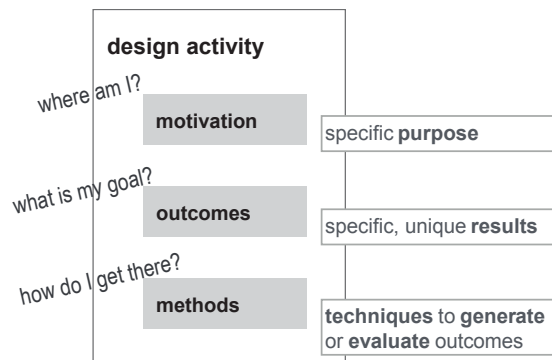 design activity
where am I?
motivation
specific purpose
what is my goal?
outcomes
specific, unique results
how do I get there?
methods
techniques to generate
or evaluate outcomes